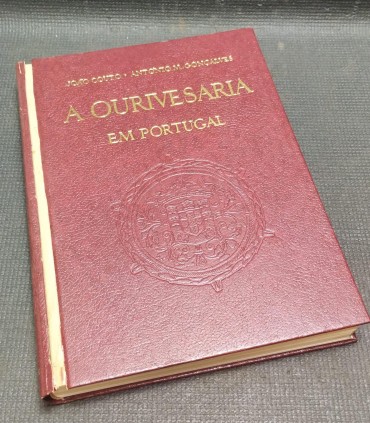 JOÃO COUTO • ANTÓNIO M. GONÇALVES
A OURIVESARIA
EM PORTUGAL